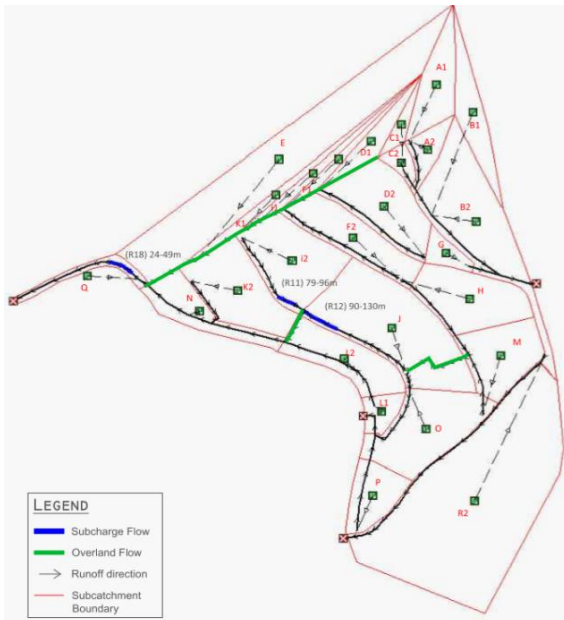 A1
B1
C1
A2
C2
D1
E
F1
I1
K1
D2
B2
F2
G
(R18) 24-49m
i2
(R11) 79-96m
Q
K2
H
N
(R12) 90-130m
J
L2
M
L1
O
P
R2
LEGEND
Subcharge Flow
Overland Flow
Runoff direction
Subcatchment
Boundary